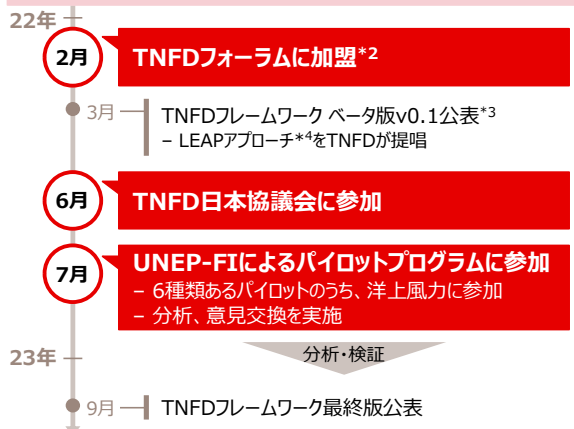 22年
2月
TNFDフォーラムに加盟*2
3月
TNFDフレームワーク ベータ版v0.1公表*3
– LEAPアプローチ*4をTNFDが提唱
6月
TNFD日本協議会に参加
7月
UNEP-FIによるパイロットプログラムに参加
– 6種類あるパイロットのうち、洋上風力に参加
– 分析、意見交換を実施
分析・検証
23年
9月
TNFDフレームワーク最終版公表